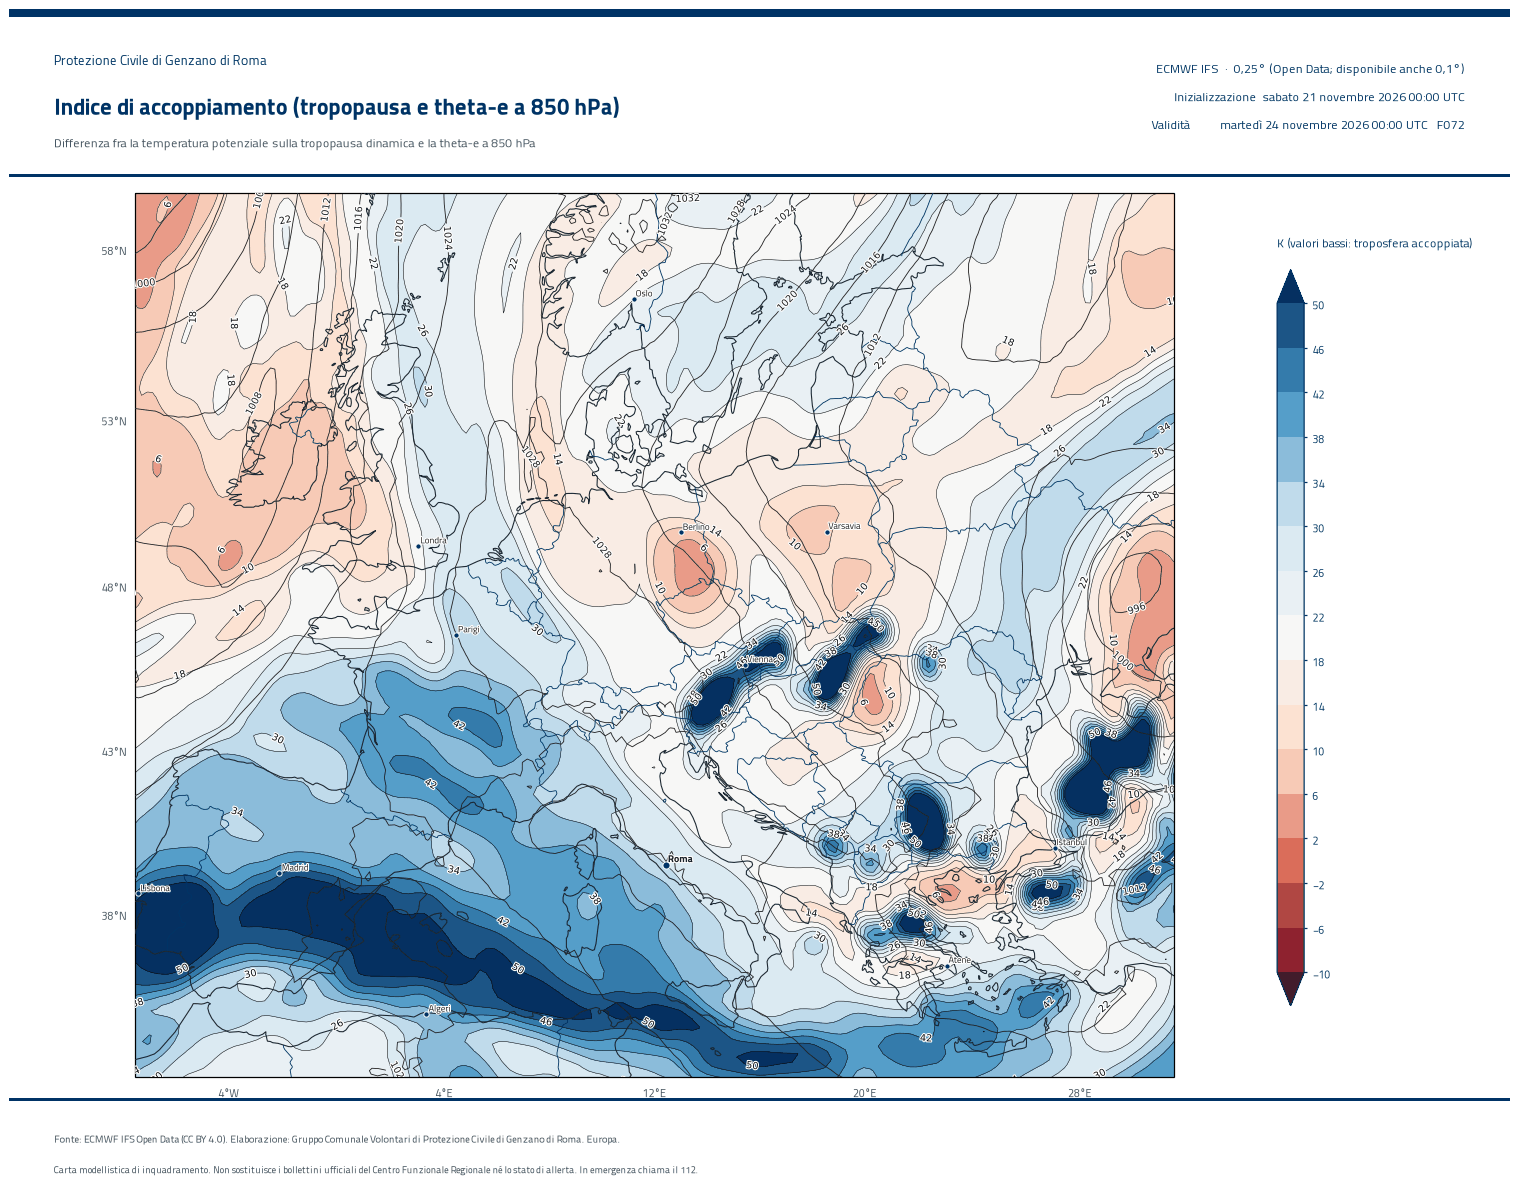 Protezione Civile di Genzano di Roma
Indice di accoppiamento (tropopausa e theta-e a 850 hPa)
Differenza fra la temperatura potenziale sulla tropopausa dinamica e la theta-e a 850 hPa
ECMWF IFS · 0,25° (Open Data; disponibile anche 0,1°)
Inizializzazione sabato 21 novembre 2026 00:00 UTC
Validità martedì 24 novembre 2026 00:00 UTC F072
K (valori bassi: troposfera accoppiata)
50
46
42
38
34
30
26
22
18
14
10
6
2
−2
−6
−10
58°N
53°N
48°N
43°N
38°N
4°W
4°E
12°E
20°E
28°E
Oslo
Berlino
Varsavia
Londra
Parigi
Vienna
Roma
Madrid
Lisbona
Algeri
Istanbul
Atene
Fonte: ECMWF IFS Open Data (CC BY 4.0). Elaborazione: Gruppo Comunale Volontari di Protezione Civile di Genzano di Roma. Europa.
Carta modellistica di inquadramento. Non sostituisce i bollettini ufficiali del Centro Funzionale Regionale né lo stato di allerta. In emergenza chiama il 112.